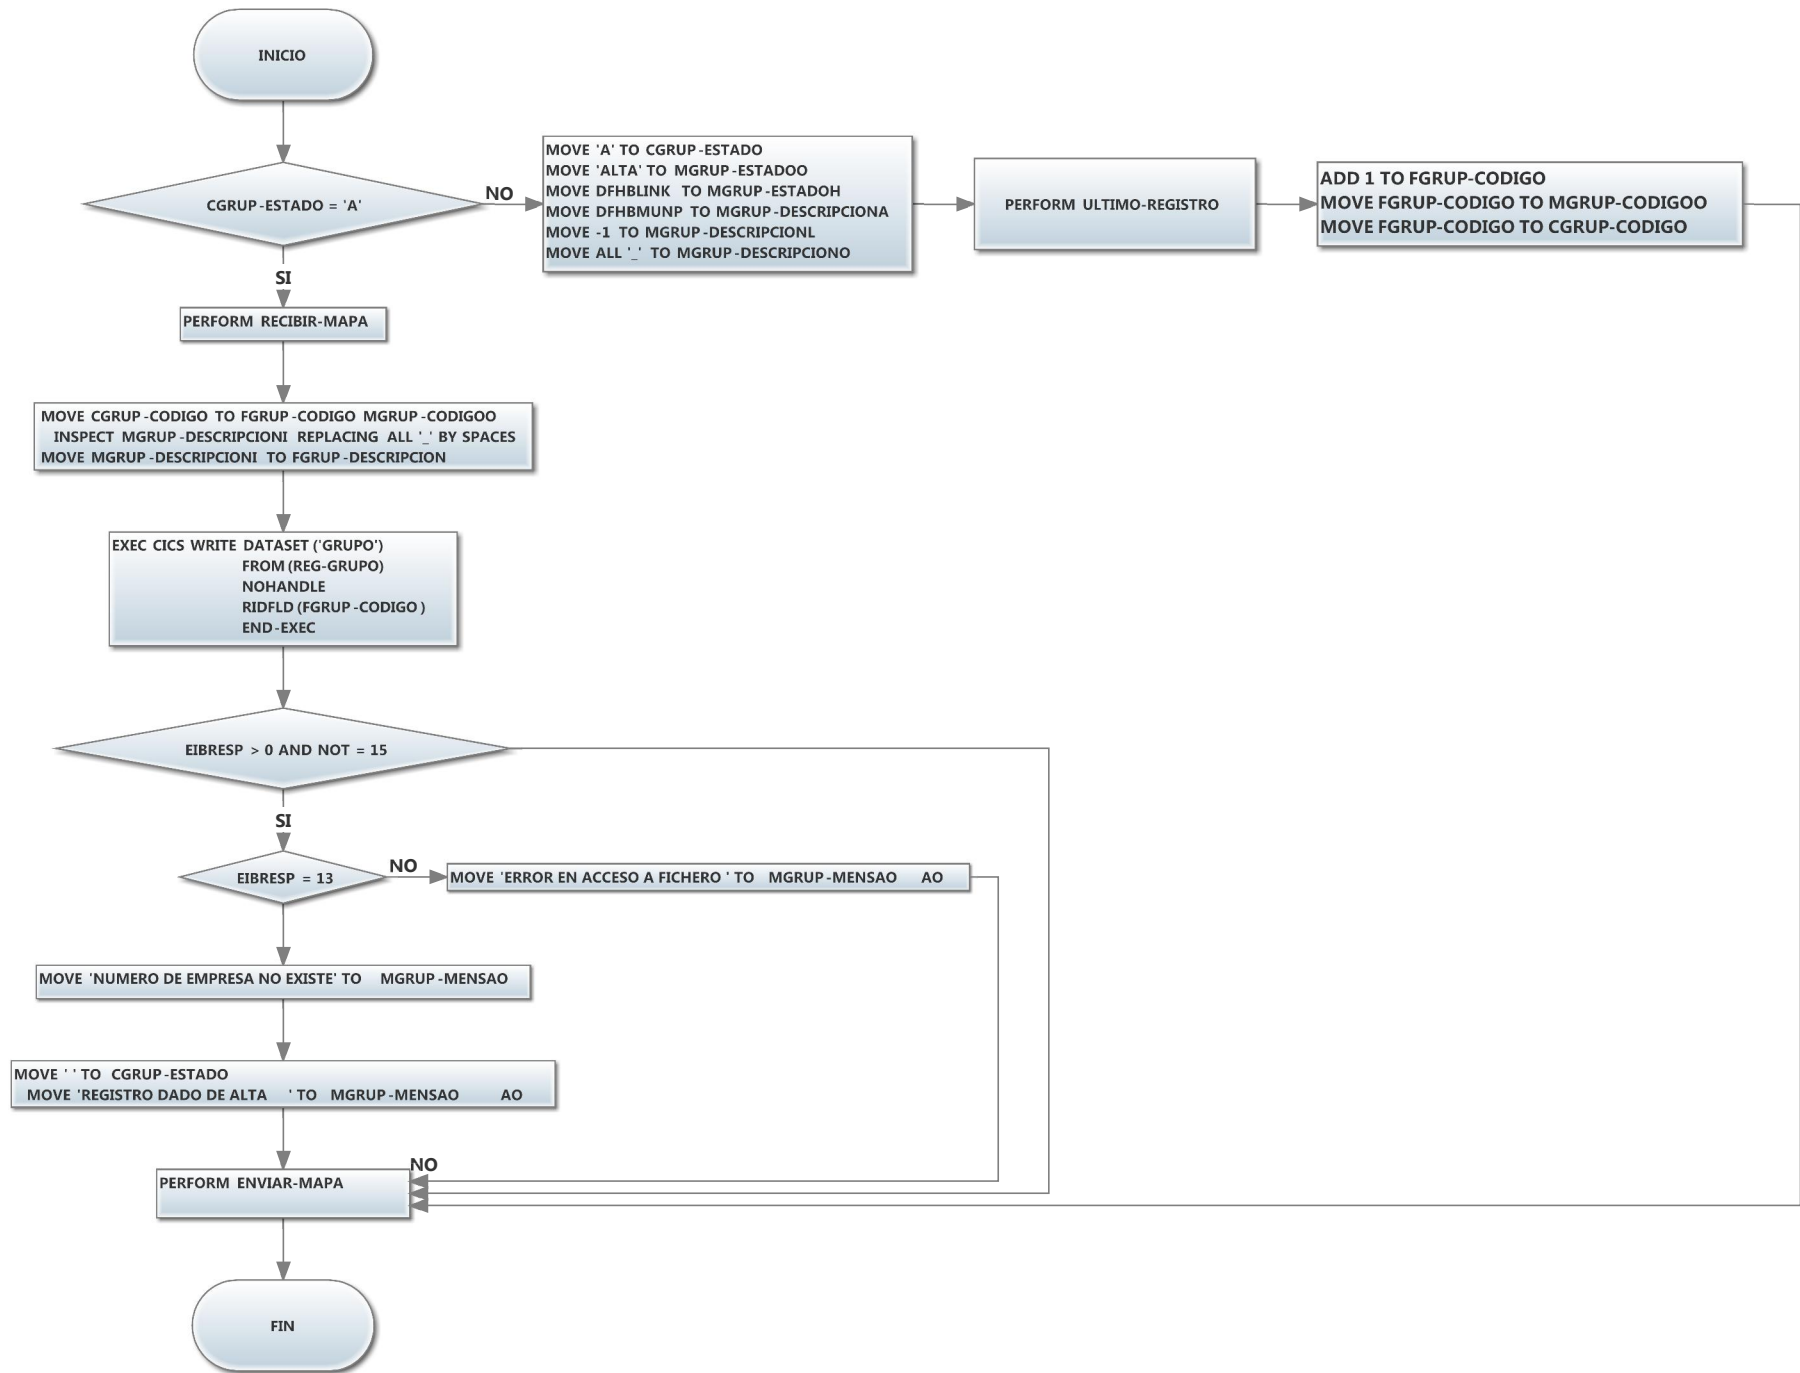 INICIO
CGRUP-ESTADO = 'A'
NO
MOVE 'A' TO CGRUP-ESTADO
MOVE 'ALTA' TO MGRUP-ESTADOO
MOVE DFHBLINK TO MGRUP-ESTADOH
MOVE DFHBMUNP TO MGRUP-DESCRIPCIONA
MOVE -1 TO MGRUP-DESCRIPCIONL
MOVE ALL '_' TO MGRUP-DESCRIPCIONO
PERFORM ULTIMO-REGISTRO
ADD 1 TO FGRUP-CODIGO
MOVE FGRUP-CODIGO TO MGRUP-CODIGOO
MOVE FGRUP-CODIGO TO CGRUP-CODIGO
SI
PERFORM RECIBIR-MAPA
MOVE CGRUP-CODIGO TO FGRUP-CODIGO MGRUP-CODIGOO
INSPECT MGRUP-DESCRIPCIONI REPLACING ALL '_' BY SPACES
MOVE MGRUP-DESCRIPCIONI TO FGRUP-DESCRIPCION
EXEC CICS WRITE DATASET ('GRUPO')
FROM (REG-GRUPO)
NOHANDLE
RIDFLD (FGRUP-CODIGO )
END-EXEC
EIBRESP > 0 AND NOT = 15
SI
EIBRESP = 13
NO
MOVE 'ERROR EN ACCESO A FICHERO ' TO MGRUP-MENSAO AO
MOVE 'NUMERO DE EMPRESA NO EXISTE' TO MGRUP-MENSAO
MOVE ' ' TO CGRUP-ESTADO
MOVE 'REGISTRO DADO DE ALTA ' TO MGRUP-MENSAO AO
NO
PERFORM ENVIAR-MAPA
FIN